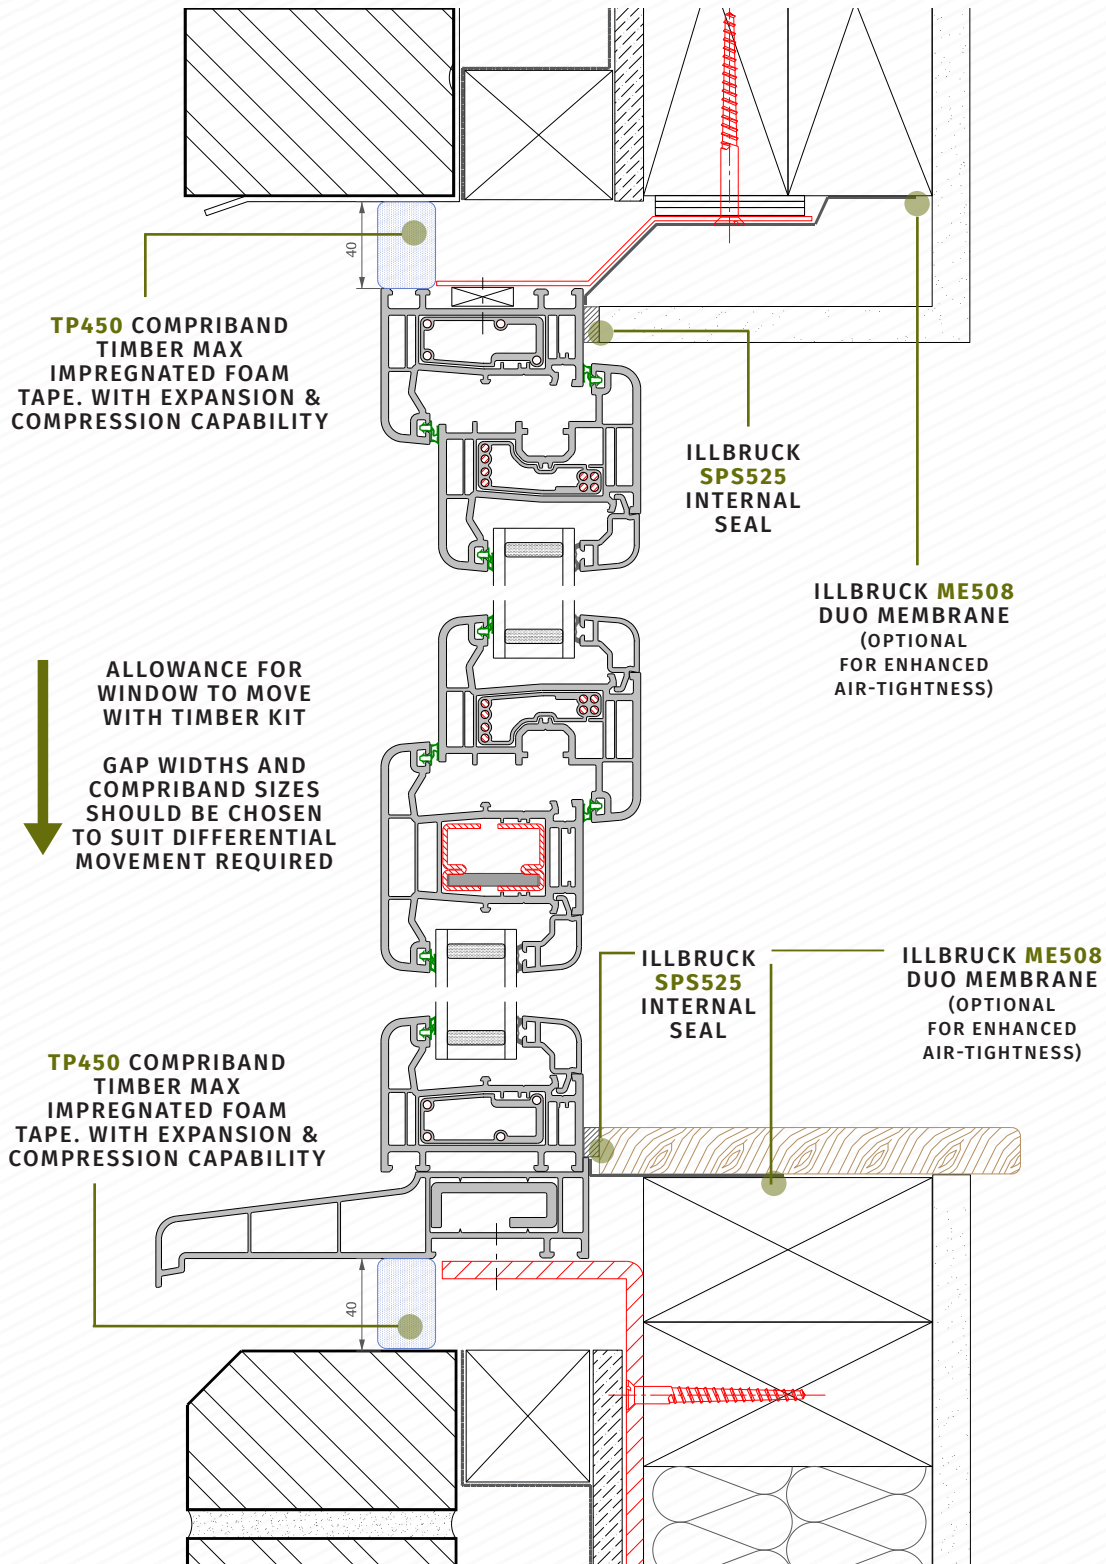 40
TP450 COMPRIBAND
TIMBER MAX
IMPREGNATED FOAM
TAPE. WITH EXPANSION &
COMPRESSION CAPABILITY
ILLBRUCK
SPS525
INTERNAL
SEAL
ILLBRUCK ME508
DUO MEMBRANE
(OPTIONAL
FOR ENHANCED
AIR-TIGHTNESS)
ALLOWANCE FOR
WINDOW TO MOVE
WITH TIMBER KIT
GAP WIDTHS AND
COMPRIBAND SIZES
SHOULD BE CHOSEN
TO SUIT DIFFERENTIAL
MOVEMENT REQUIRED
ILLBRUCK
SPS525
INTERNAL
SEAL
ILLBRUCK ME508
DUO MEMBRANE
(OPTIONAL
FOR ENHANCED
AIR-TIGHTNESS)
TP450 COMPRIBAND
TIMBER MAX
IMPREGNATED FOAM
TAPE. WITH EXPANSION &
COMPRESSION CAPABILITY
40